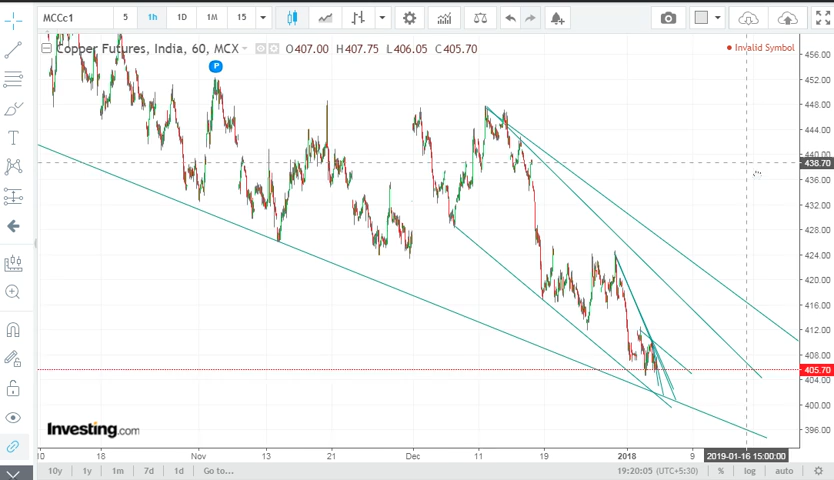 MCCc1 5 1h 1D 1M 15
Copper Futures, India, 60, MCX O407.00 H407.75 L406.05 C405.70
Invalid Symbol
P
456.00
452.00
448.00
444.00
440.00
438.70
436.00
432.00
428.00
424.00
420.00
416.00
412.00
408.00
405.70
404.00
400.00
396.00
Investing.com
10 18 Nov 13 21 Dec 11 19 2018 9 2019-01-16 15:00:00
10y 1y 1m 7d 1d Go to... 19:20:05 (UTC+5:30) % log auto